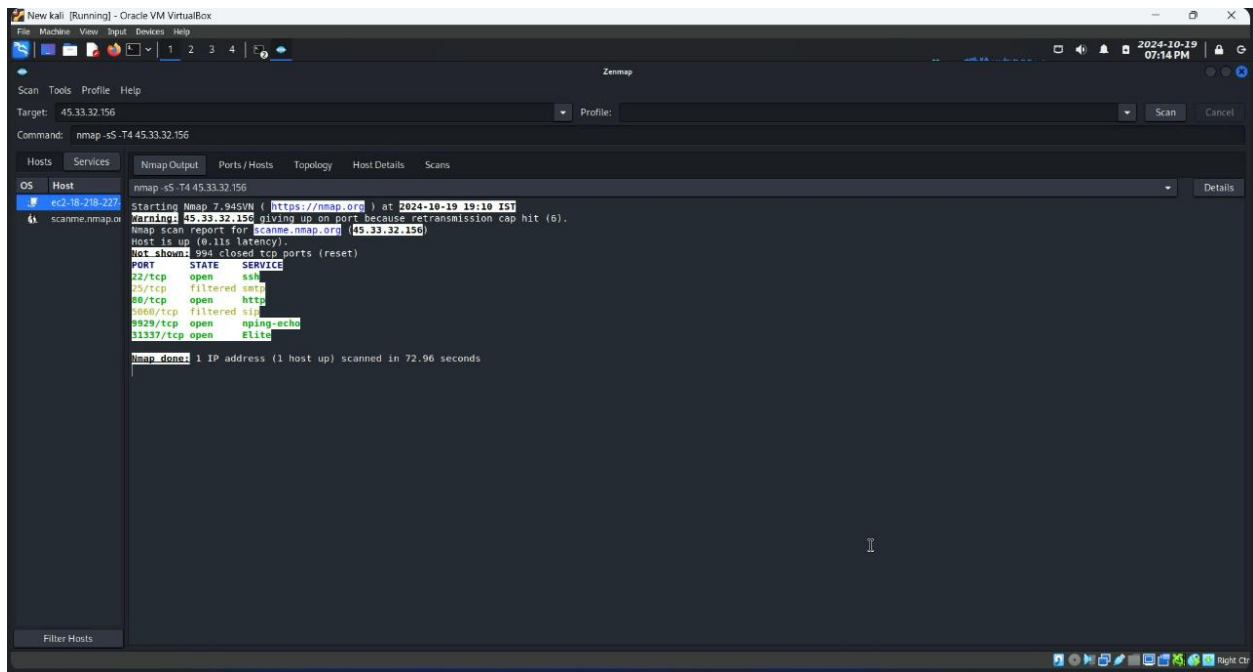 New kali [Running] - Oracle VM VirtualBox
File Machine View Input Devices Help
1 2 3 4
2024-10-19
07:14 PM
Zenmap
Scan Tools Profile Help
Target: 45.33.32.156 Profile: Scan Cancel
Command: nmap -sS -T4 45.33.32.156
Hosts Services Nmap Output Ports / Hosts Topology Host Details Scans
OS Host nmap -sS -T4 45.33.32.156 Details
ec2-18-218-227-
scanme.nmap.or
Starting Nmap 7.94SVN ( https://nmap.org ) at 2024-10-19 19:10 IST
Warning: 45.33.32.156 giving up on port because retransmission cap hit (6).
Nmap scan report for scanme.nmap.org (45.33.32.156)
Host is up (0.11s latency).
Not shown: 994 closed tcp ports (reset)
PORT STATE SERVICE
22/tcp open ssh
25/tcp filtered smtp
80/tcp open http
5060/tcp filtered sip
9929/tcp open nping-echo
31337/tcp open Elite
Nmap done: 1 IP address (1 host up) scanned in 72.96 seconds
Filter Hosts
Right Ctr